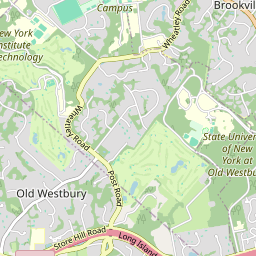 Campus
Brookvil
New York
Institute
Technology
Wheatley Road
Wheatley Road
State Univers
of New
York at
Old Westbu
Old Westbury
Post Road
Store Hill Road
Long Island